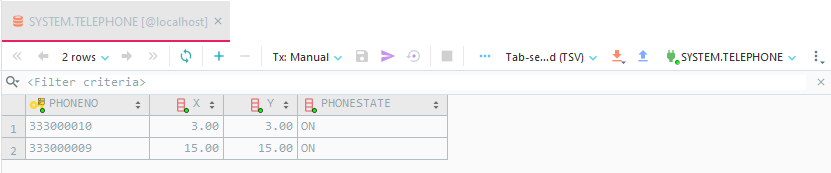 SYSTEM.TELEPHONE [@localhost]
2 rows Tx: Manual Tab-se...d (TSV) SYSTEM.TELEPHONE
<Filter criteria>
PHONENO X Y PHONESTATE
1 333000010 3.00 3.00 ON
2 333000009 15.00 15.00 ON